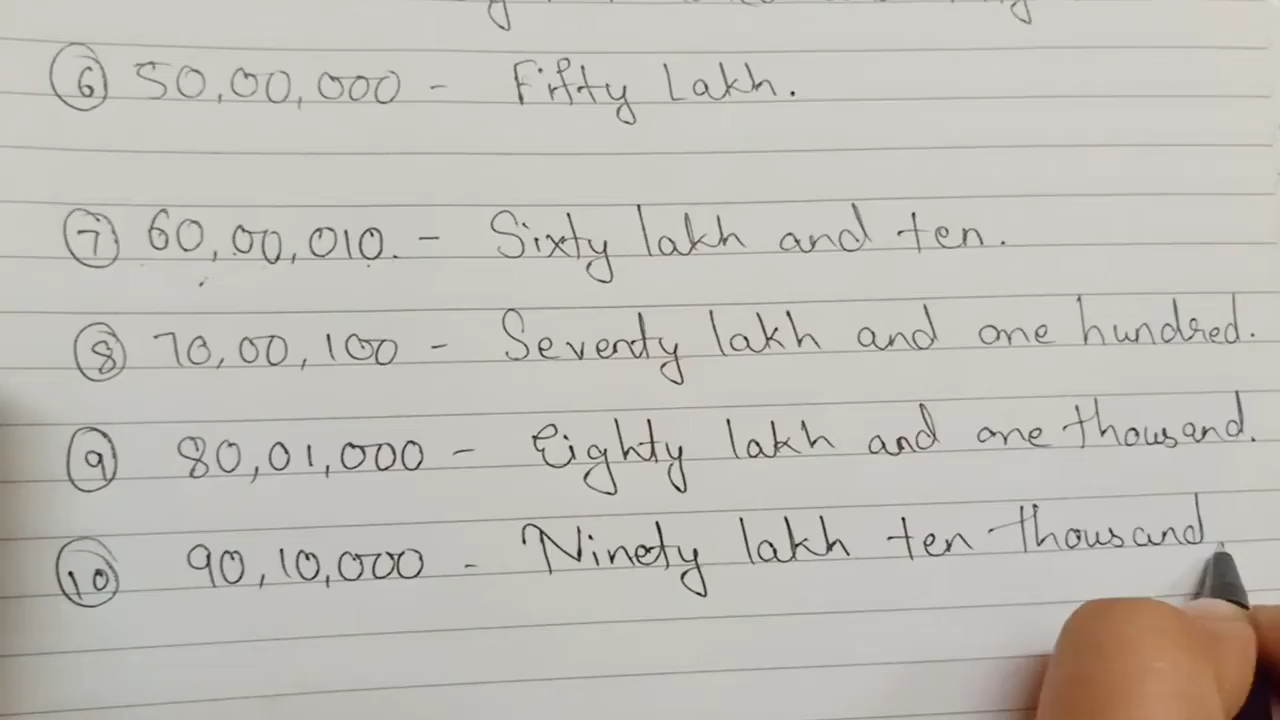 6 50,00,000 - Fifty Lakh.
7 60,00,010. - Sixty lakh and ten.
8 70,00,100 - Seventy lakh and one hundred.
9 80,01,000 - Eighty lakh and one thousand.
10 90,10,000 - Ninety lakh ten thousand.